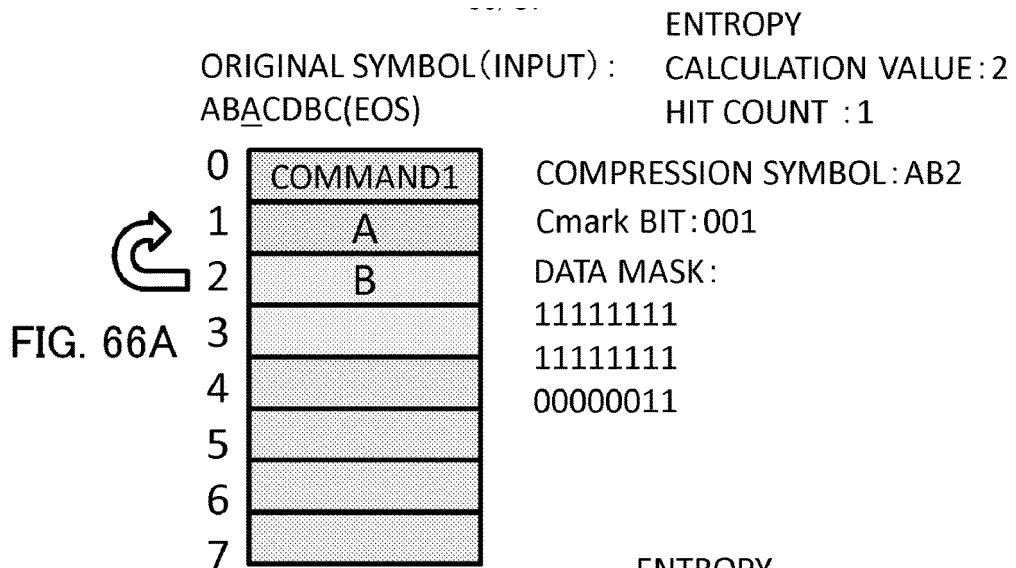 ENTROPY
ORIGINAL SYMBOL(INPUT): CALCULATION VALUE:2
ABACDBC(EOS) HIT COUNT :1
0 COMMAND1 COMPRESSION SYMBOL:AB2
1 A Cmark BIT:001
2 B DATA MASK:
11111111
FIG. 66A 3 11111111
4 00000011
5
6
7
ENTROPY